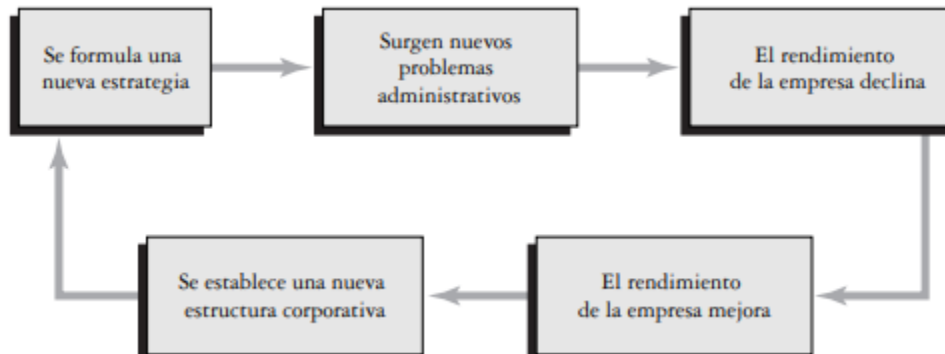 Se formula una
nueva estrategia
Surgen nuevos
problemas
administrativos
El rendimiento
de la empresa declina
El rendimiento
de la empresa mejora
Se establece una nueva
estructura corporativa